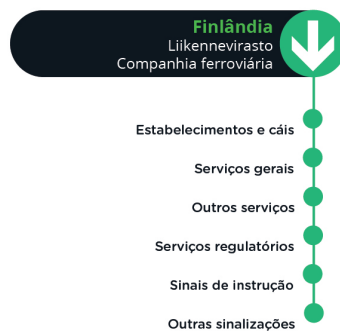 Finlândia
Liikennevirasto
Companhia ferroviária
Estabelecimentos e cáis
Serviços gerais
Outros serviços
Serviços regulatórios
Sinais de instrução
Outras sinalizações